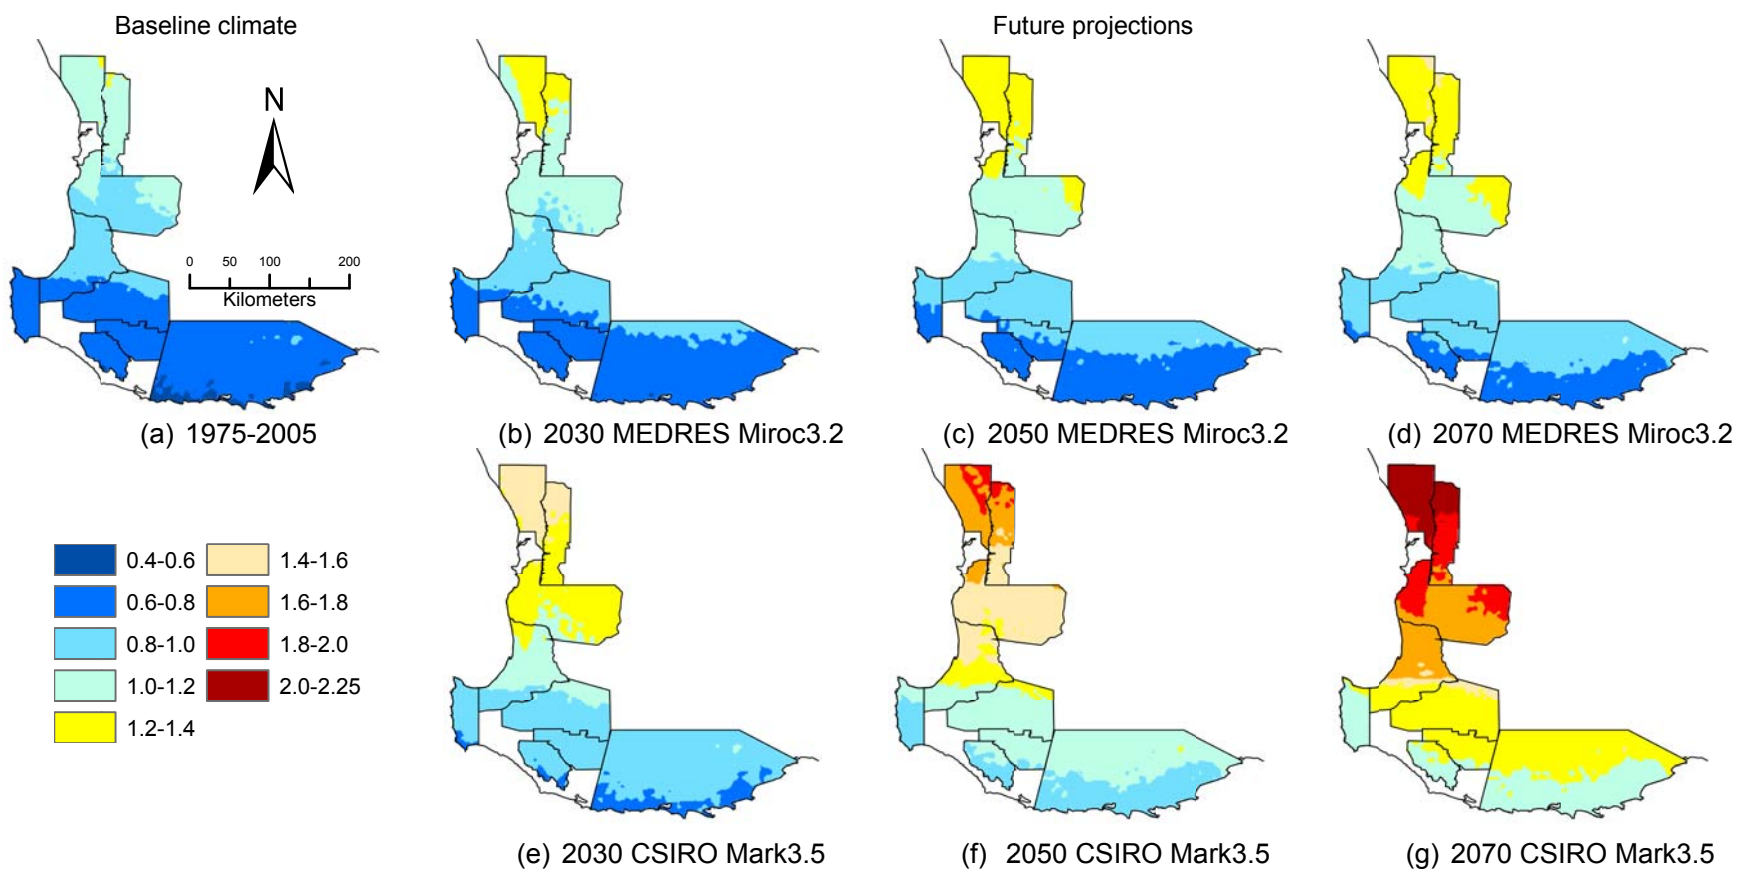 Baseline climate
Future projections
N
0 50 100 200
Kilometers
(a) 1975-2005
(b) 2030 MEDRES Miroc3.2
(c) 2050 MEDRES Miroc3.2
(d) 2070 MEDRES Miroc3.2
0.4-0.6
1.4-1.6
0.6-0.8
1.6-1.8
0.8-1.0
1.8-2.0
1.0-1.2
2.0-2.25
1.2-1.4
(e) 2030 CSIRO Mark3.5
(f) 2050 CSIRO Mark3.5
(g) 2070 CSIRO Mark3.5